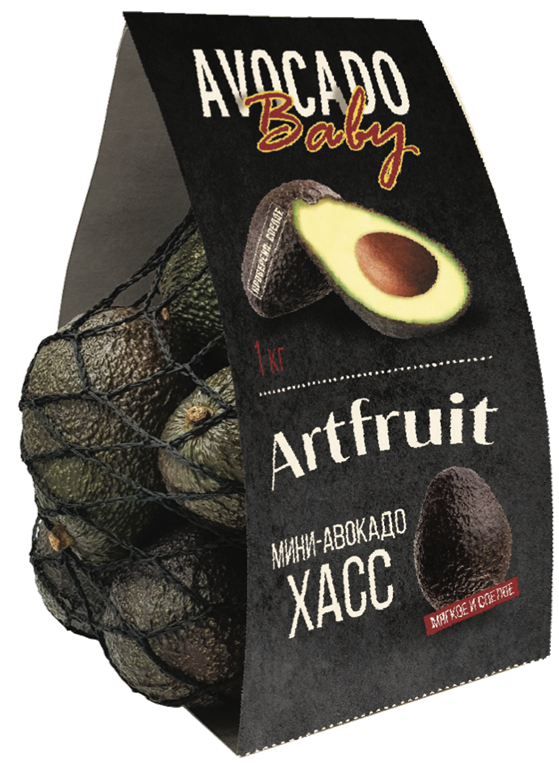 AVOCADO
Baby
ПРОВЕРЕНО. СПЕЛОЕ
1 КГ
Artfruit
МИНИ-АВОКАДО
ХАСС
МЯГКОЕ И СПЕЛОЕ